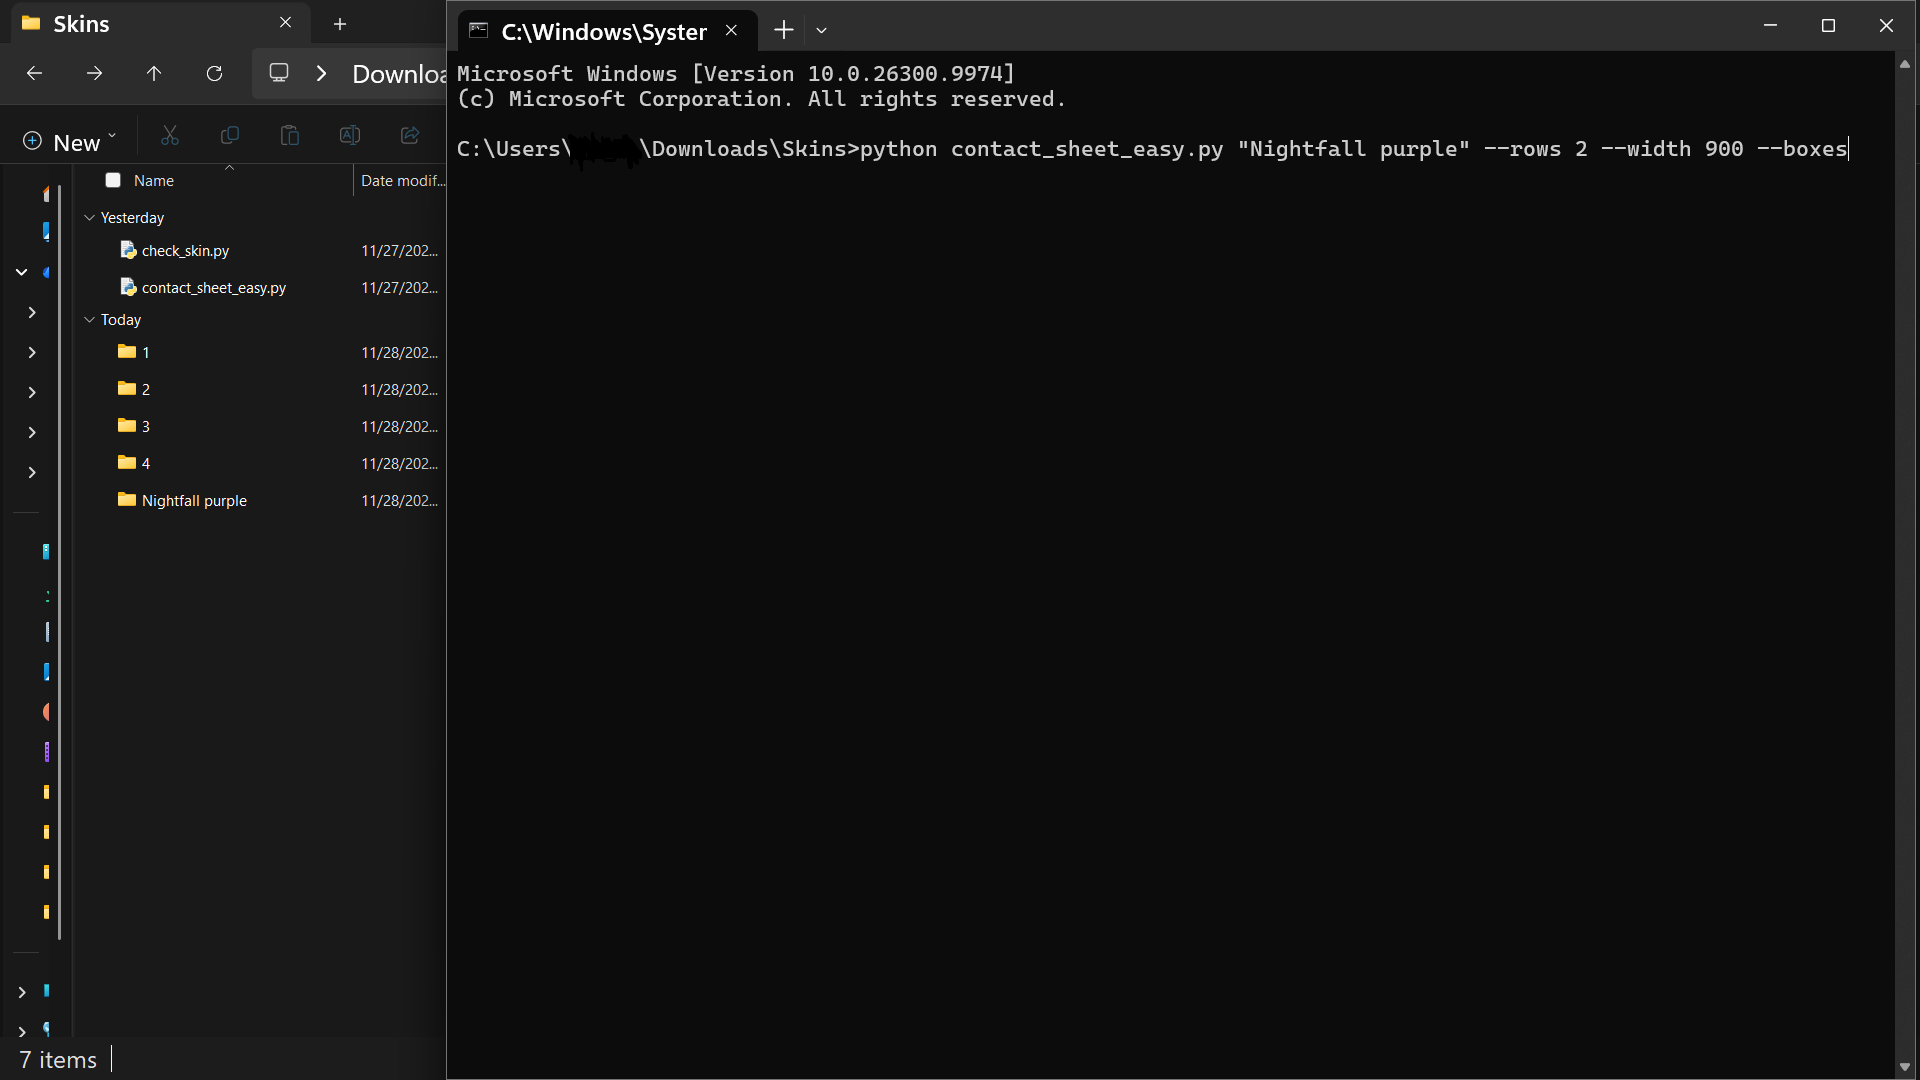 Skins
Downloa
New
Name
Date modif...
Yesterday
check_skin.py 11/27/202...
contact_sheet_easy.py 11/27/202...
Today
1 11/28/202...
2 11/28/202...
3 11/28/202...
4 11/28/202...
Nightfall purple 11/28/202...
7 items
C:\Windows\Syster
Microsoft Windows [Version 10.0.26300.9974]
(c) Microsoft Corporation. All rights reserved.
C:\Users\ \Downloads\Skins>python contact_sheet_easy.py "Nightfall purple" --rows 2 --width 900 --boxes